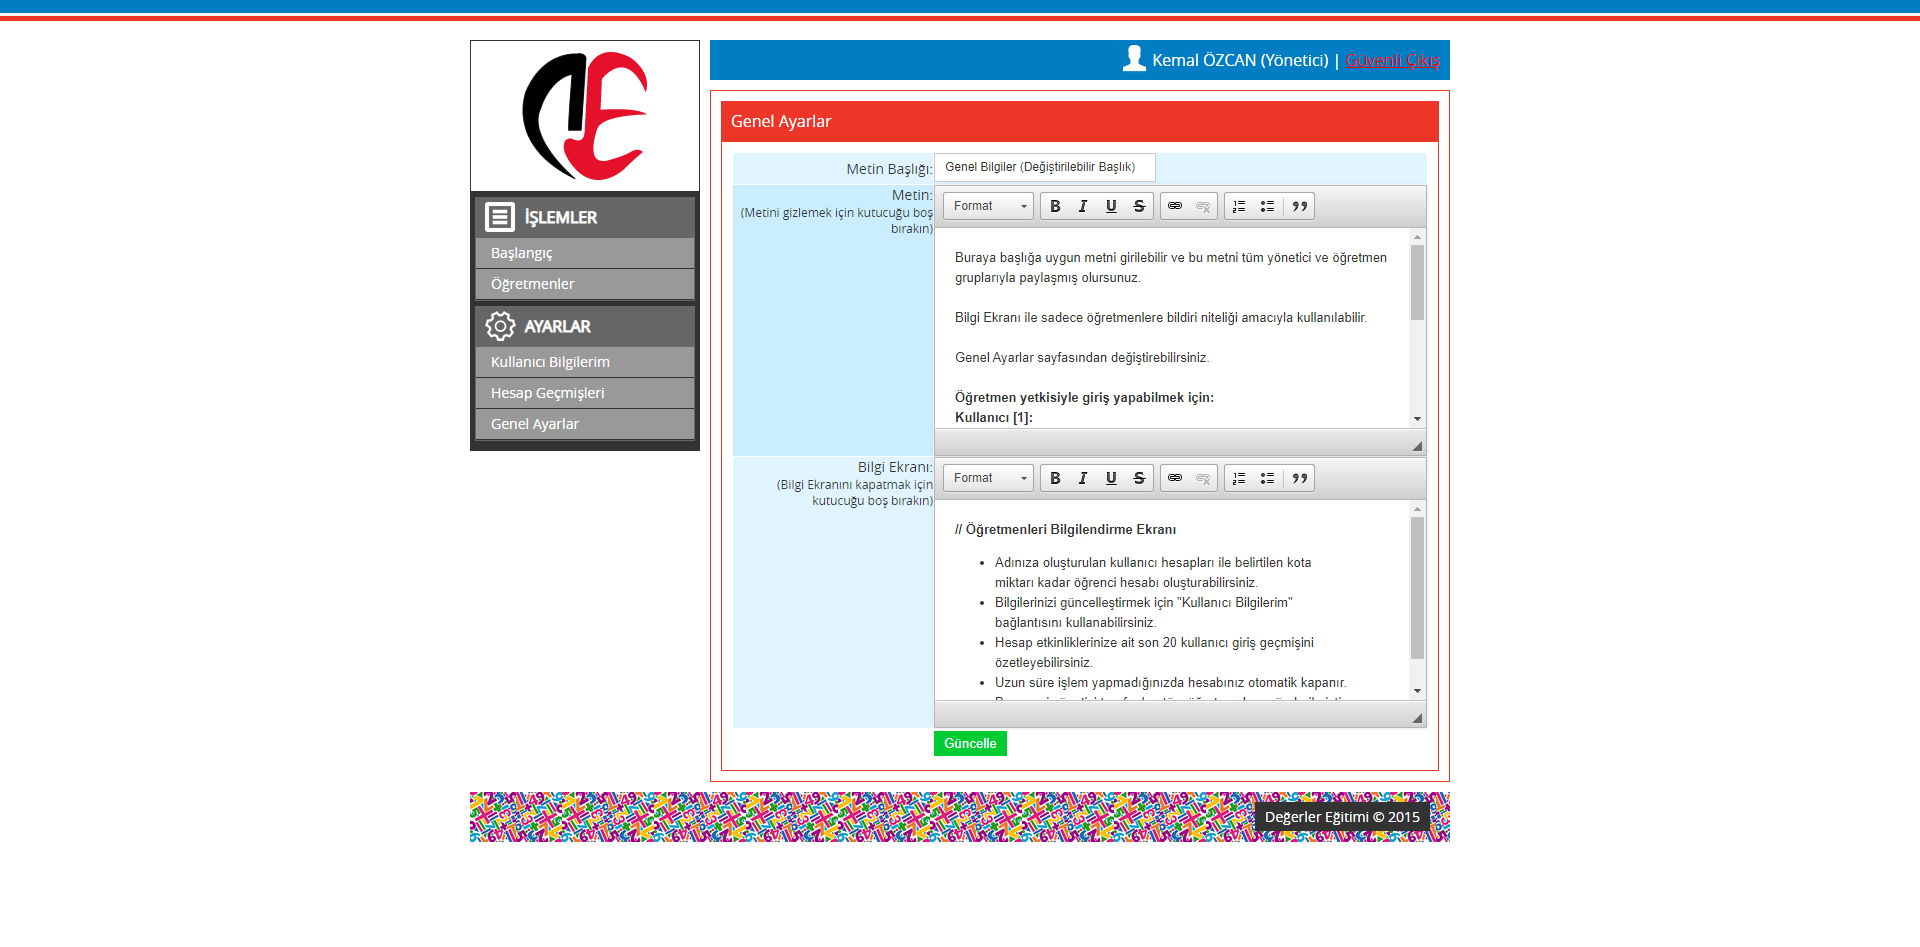 Kemal ÖZCAN (Yönetici) | Güvenli Çıkış
İŞLEMLER
Başlangıç
Öğretmenler
AYARLAR
Kullanıcı Bilgilerim
Hesap Geçmişleri
Genel Ayarlar
Genel Ayarlar
Metin Başlığı: Genel Bilgiler (Değiştirilebilir Başlık)
Metin:
(Metini gizlemek için kutucuğu boş
bırakın)
Format B I U S
Buraya başlığa uygun metni girilebilir ve bu metni tüm yönetici ve öğretmen
gruplarıyla paylaşmış olursunuz.
Bilgi Ekranı ile sadece öğretmenlere bildiri niteliği amacıyla kullanılabilir.
Genel Ayarlar sayfasından değiştirebilirsiniz.
Öğretmen yetkisiyle giriş yapabilmek için:
Kullanıcı [1]:
Bilgi Ekranı:
(Bilgi Ekranını kapatmak için
kutucuğu boş bırakın)
Format B I U S
// Öğretmenleri Bilgilendirme Ekranı
• Adınıza oluşturulan kullanıcı hesapları ile belirtilen kota
miktarı kadar öğrenci hesabı oluşturabilirsiniz.
• Bilgilerinizi güncelleştirmek için "Kullanıcı Bilgilerim"
bağlantısını kullanabilirsiniz.
• Hesap etkinliklerinize ait son 20 kullanıcı giriş geçmişini
özetleyebilirsiniz.
• Uzun süre işlem yapmadığınızda hesabınız otomatik kapanır.
Güncelle
Değerler Eğitimi © 2015